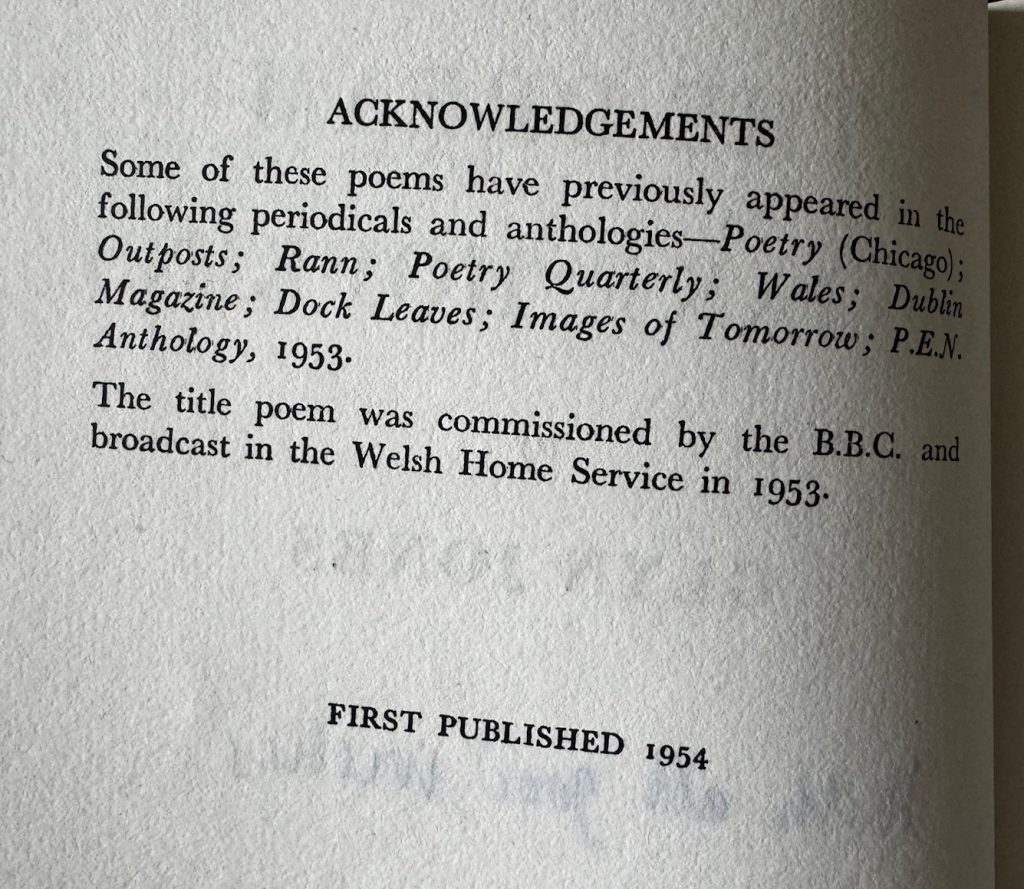 ACKNOWLEDGEMENTS
Some of these poems have previously appeared in the
following periodicals and anthologies—Poetry (Chicago);
Outposts; Rann; Poetry Quarterly; Wales; Dublin
Magazine; Dock Leaves; Images of Tomorrow; P.E.N.
Anthology, 1953.
The title poem was commissioned by the B.B.C. and
broadcast in the Welsh Home Service in 1953.
FIRST PUBLISHED 1954